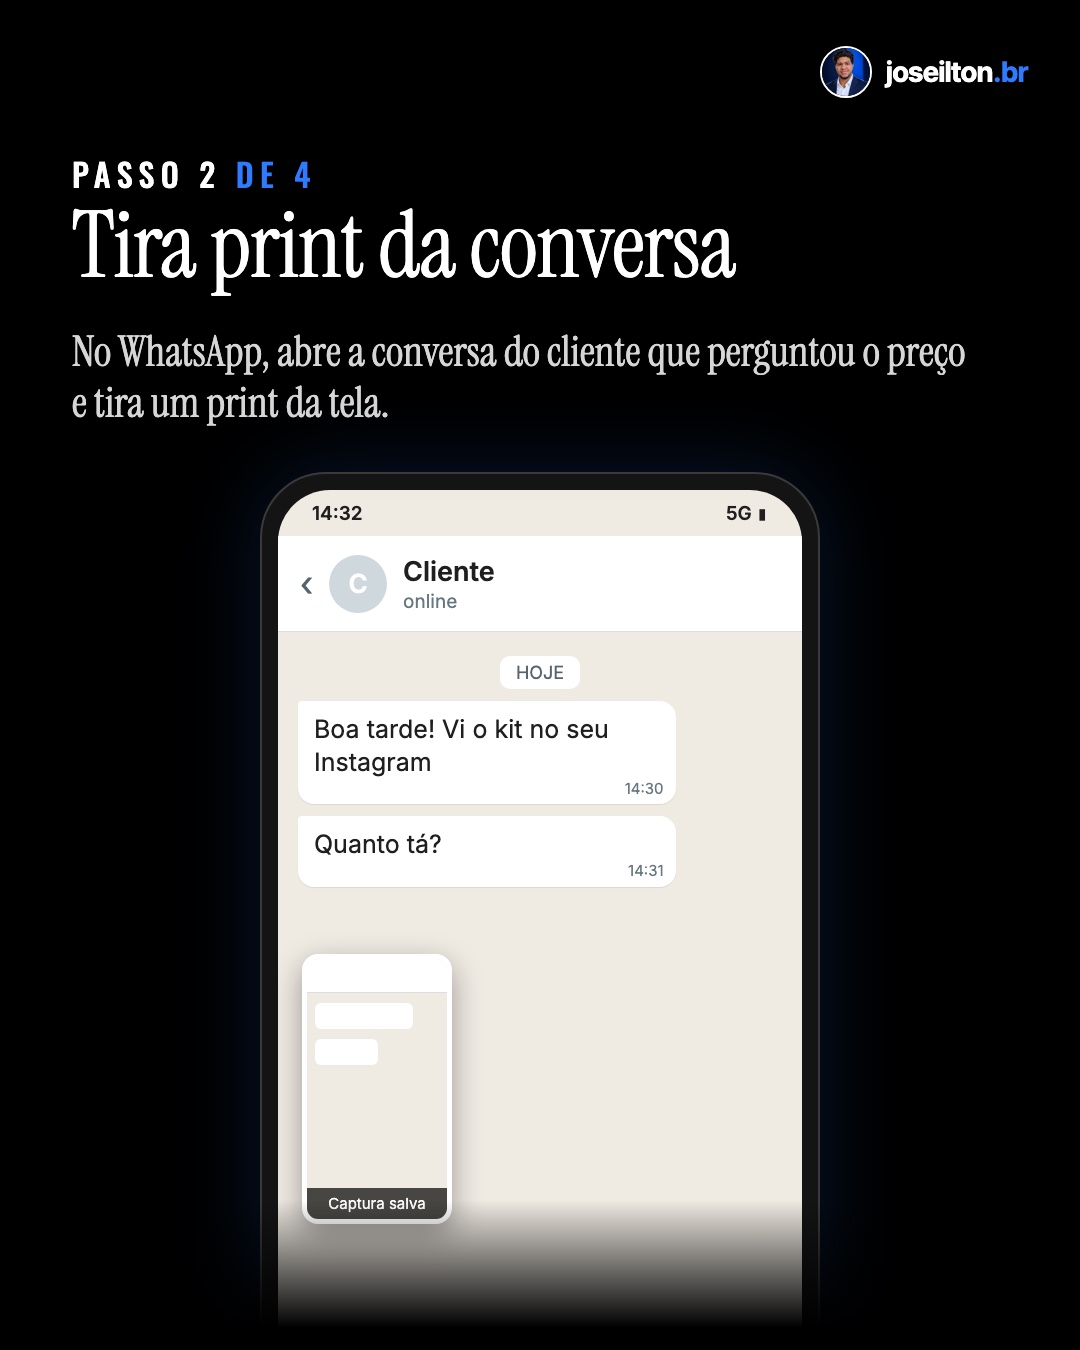 joseilton.br
PASSO 2 DE 4
Tira print da conversa
No WhatsApp, abre a conversa do cliente que perguntou o preço
e tira um print da tela.
14:32
5G
C
Cliente
online
HOJE
Boa tarde! Vi o kit no seu
Instagram
14:30
Quanto tá?
14:31
Captura salva